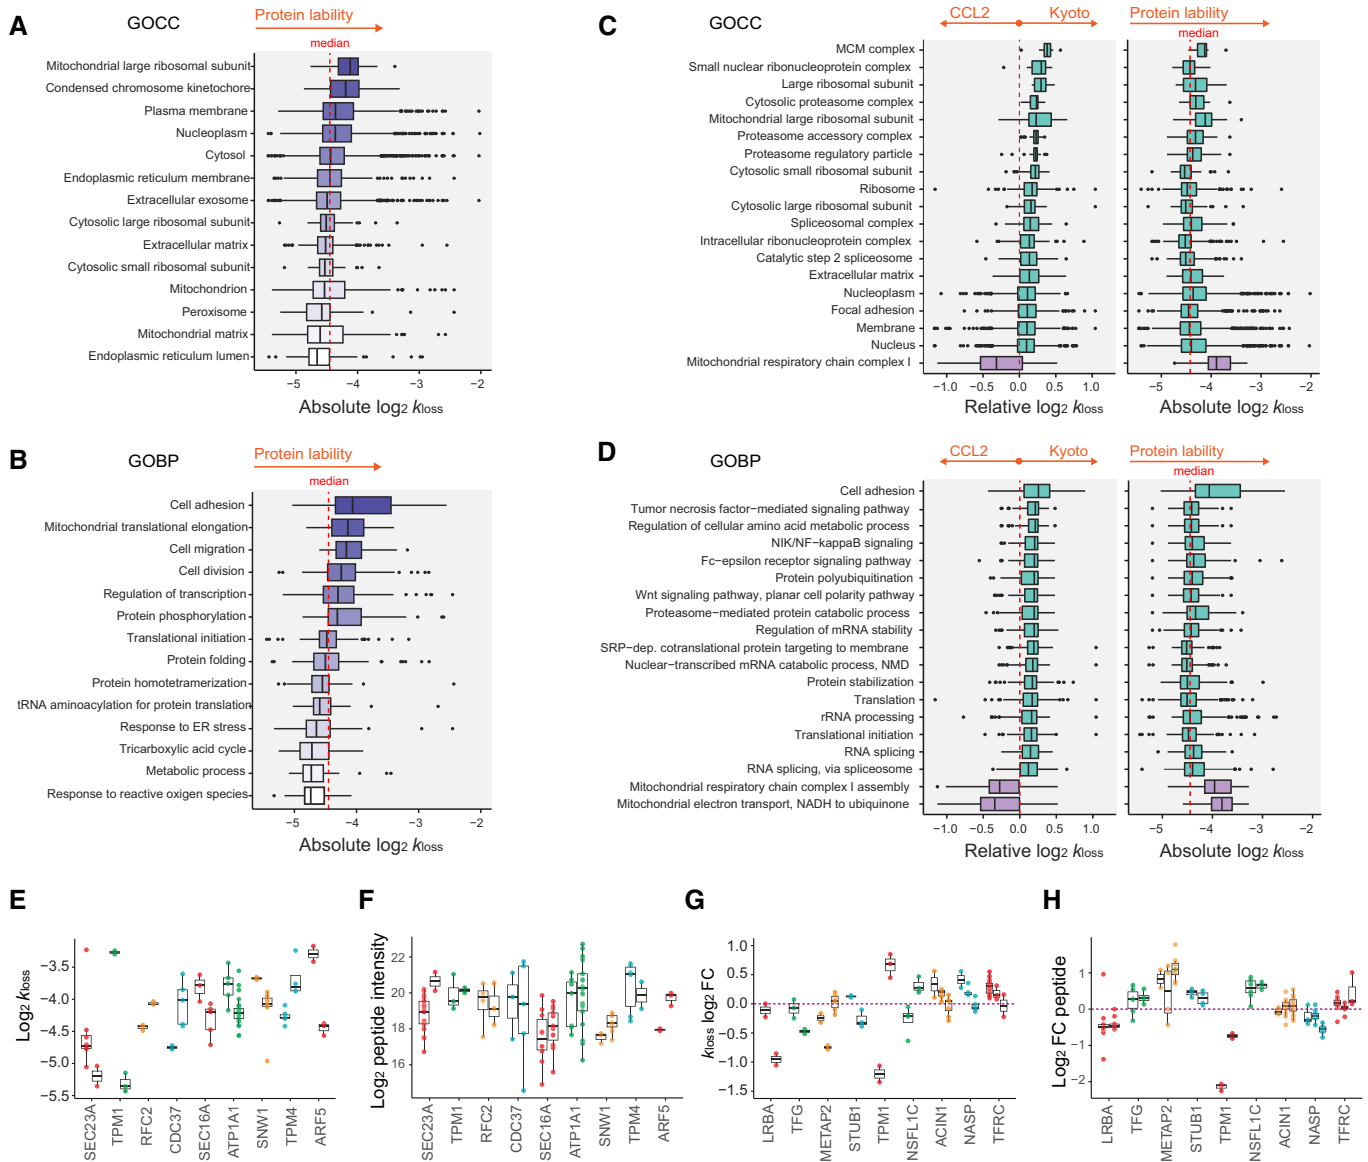 A
GOCC
Protein lability
median
Mitochondrial large ribosomal subunit
Condensed chromosome kinetochore
Plasma membrane
Nucleoplasm
Cytosol
Endoplasmic reticulum membrane
Extracellular exosome
Cytosolic large ribosomal subunit
Extracellular matrix
Cytosolic small ribosomal subunit
Mitochondrion
Peroxisome
Mitochondrial matrix
Endoplasmic reticulum lumen
−5 −4 −3 −2
Absolute log2 kloss
B
GOBP
Protein lability
median
Cell adhesion
Mitochondrial translational elongation
Cell migration
Cell division
Regulation of transcription
Protein phosphorylation
Translational initiation
Protein folding
Protein homotetramerization
tRNA aminoacylation for protein translation
Response to ER stress
Tricarboxylic acid cycle
Metabolic process
Response to reactive oxigen species
−5 −4 −3 −2
Absolute log2 kloss
C
GOCC
CCL2 Kyoto
Protein lability
median
MCM complex
Small nuclear ribonucleoprotein complex
Large ribosomal subunit
Cytosolic proteasome complex
Mitochondrial large ribosomal subunit
Proteasome accessory complex
Proteasome regulatory particle
Cytosolic small ribosomal subunit
Ribosome
Cytosolic large ribosomal subunit
Spliceosomal complex
Intracellular ribonucleoprotein complex
Catalytic step 2 spliceosome
Extracellular matrix
Nucleoplasm
Focal adhesion
Membrane
Nucleus
Mitochondrial respiratory chain complex I
−1.0 −0.5 0.0 0.5 1.0
Relative log2 kloss
−5 −4 −3 −2
Absolute log2 kloss
D
GOBP
CCL2 Kyoto
Protein lability
median
Cell adhesion
Tumor necrosis factor−mediated signaling pathway
Regulation of cellular amino acid metabolic process
NIK/NF−kappaB signaling
Fc−epsilon receptor signaling pathway
Protein polyubiquitination
Wnt signaling pathway, planar cell polarity pathway
Proteasome−mediated protein catabolic process
Regulation of mRNA stability
SRP−dep. cotranslational protein targeting to membrane
Nuclear−transcribed mRNA catabolic process, NMD
Protein stabilization
Translation
rRNA processing
Translational initiation
RNA splicing
RNA splicing, via spliceosome
Mitochondrial respiratory chain complex I assembly
Mitochondrial electron transport, NADH to ubiquinone
−1.0 −0.5 0.0 0.5 1.0
Relative log2 kloss
−5 −4 −3 −2
Absolute log2 kloss
E
Log2 kloss
−3.5
−4.0
−4.5
−5.0
−5.5
SEC23A
TPM1
RFC2
CDC37
SEC16A
ATP1A1
SNW1
TPM4
ARF5
F
Log2 peptide intensity
22
20
18
16
SEC23A
TPM1
RFC2
CDC37
SEC16A
ATP1A1
SNW1
TPM4
ARF5
G
kloss log2 FC
1.0
0.5
0.0
−0.5
−1.0
−1.5
LRBA
TFG
METAP2
STUB1
TPM1
NSFL1C
ACIN1
NASP
TFRC
H
Log2 FC peptide
1
0
−1
−2
LRBA
TFG
METAP2
STUB1
TPM1
NSFL1C
ACIN1
NASP
TFRC